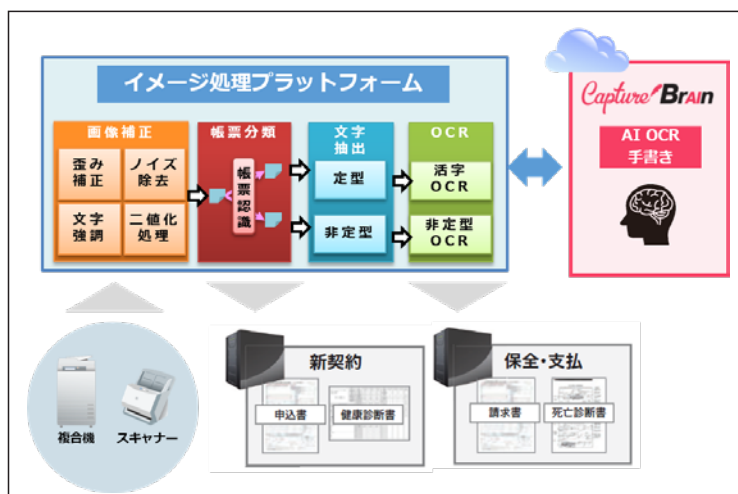 イメージ処理プラットフォーム
画像補正
歪み
補正
ノイズ
除去
文字
強調
二値化
処理
帳票分類
帳票認識
文字
抽出
定型
非定型
OCR
活字
OCR
非定型
OCR
Capture Brain
AI OCR
手書き
複合機
スキャナー
新契約
申込書
健康診断書
保全・支払
請求書
死亡診断書